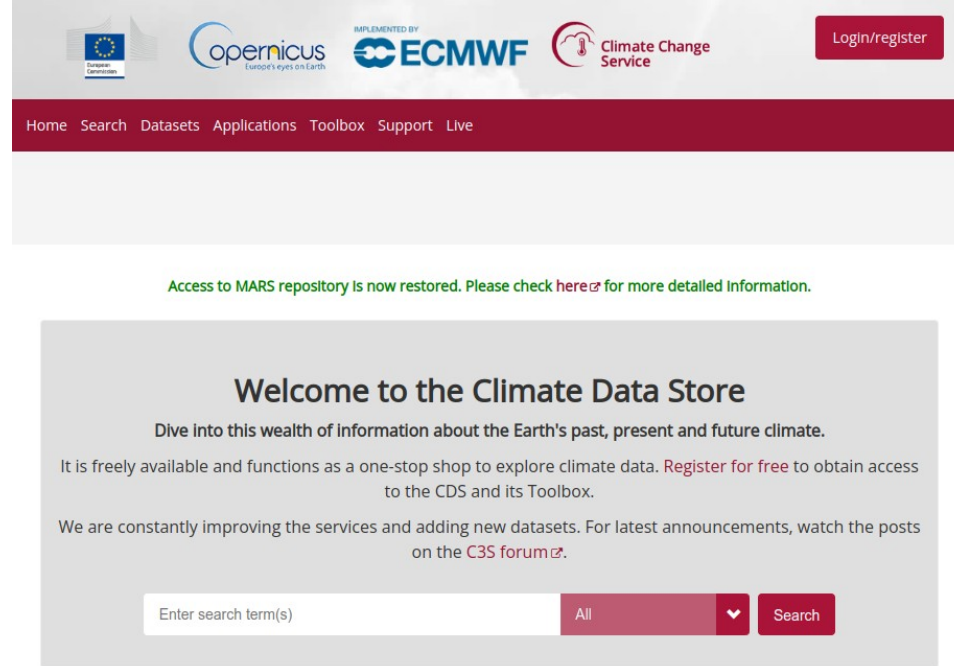 European
Commission
opernicus
Europe's eyes on Earth
IMPLEMENTED BY
ECMWF
Climate Change
Service
Login/register
Home Search Datasets Applications Toolbox Support Live
Access to MARS repository is now restored. Please check here for more detailed information.
Welcome to the Climate Data Store
Dive into this wealth of information about the Earth's past, present and future climate.
It is freely available and functions as a one-stop shop to explore climate data. Register for free to obtain access
to the CDS and its Toolbox.
We are constantly improving the services and adding new datasets. For latest announcements, watch the posts
on the C3S forum.
Enter search term(s) All Search